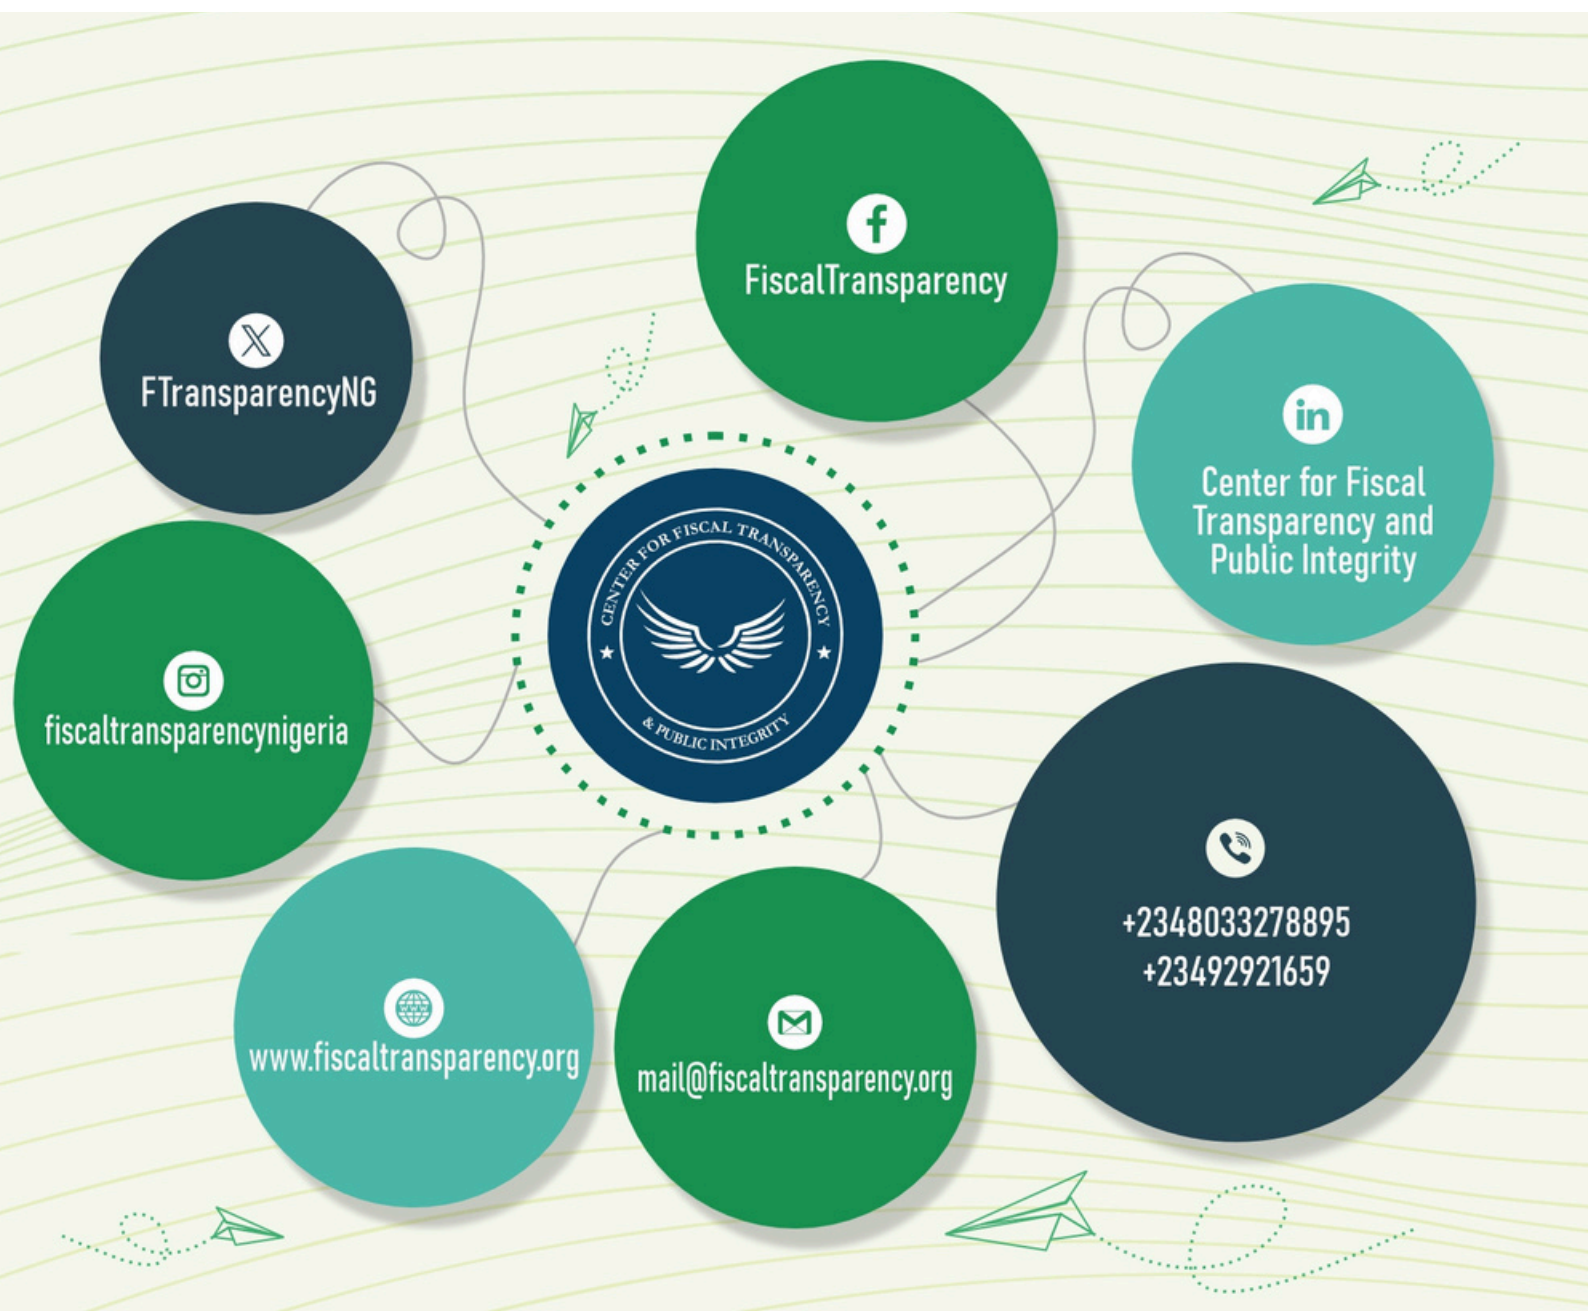 FiscalTransparency
FTransparencyNG
Center for Fiscal
Transparency and
Public Integrity
CENTER FOR FISCAL TRANSPARENCY
& PUBLIC INTEGRITY
fiscaltransparencynigeria
+2348033278895
+23492921659
www.fiscaltransparency.org
mail@fiscaltransparency.org